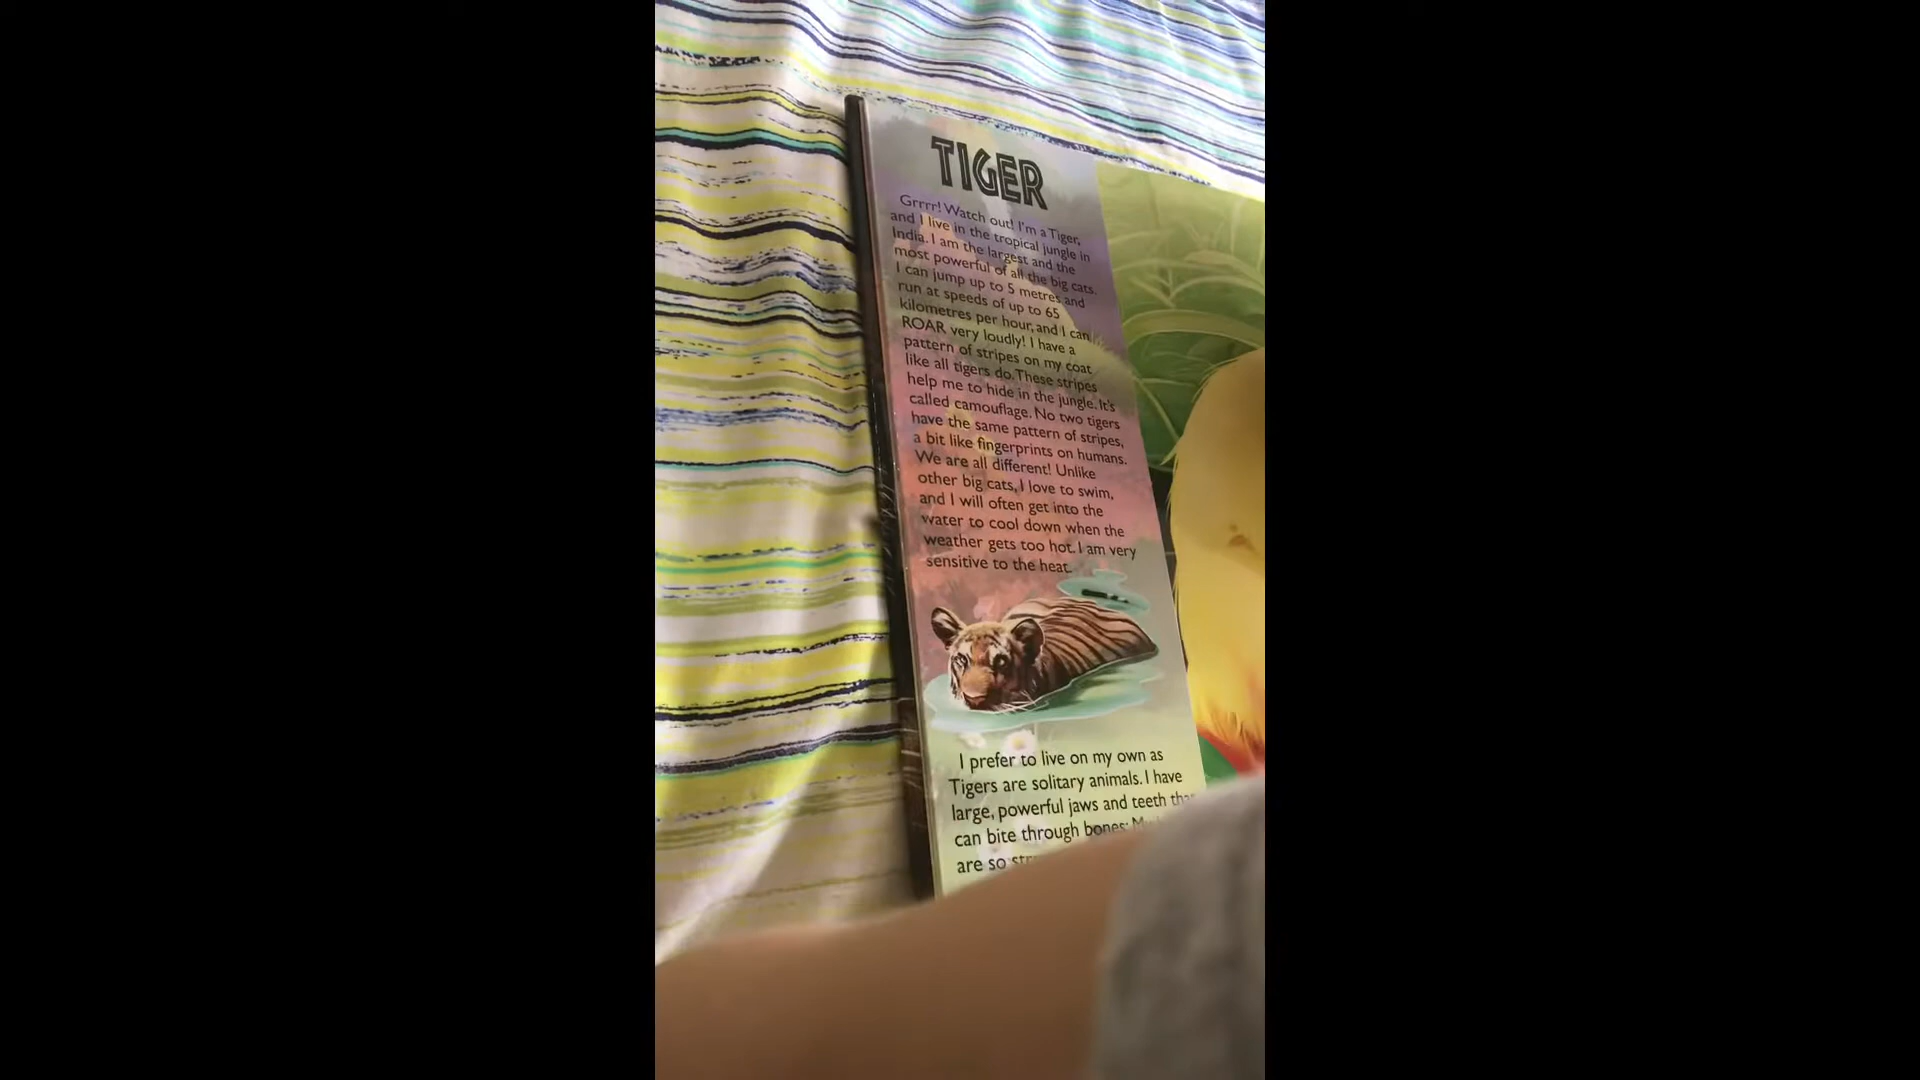 TIGER
Grrrr! Watch out! I'm a Tiger,
and I live in the tropical jungle in
India. I am the largest and the
most powerful of all the big cats.
I can jump up to 5 metres and
run at speeds of up to 65
kilometres per hour, and I can
ROAR very loudly! I have a
pattern of stripes on my coat
like all tigers do. These stripes
help me to hide in the jungle. It's
called camouflage. No two tigers
have the same pattern of stripes,
a bit like fingerprints on humans.
We are all different! Unlike
other big cats, I love to swim,
and I will often get into the
water to cool down when the
weather gets too hot. I am very
sensitive to the heat.
I prefer to live on my own as
Tigers are solitary animals. I have
large, powerful jaws and teeth
can bite through bones.
are so